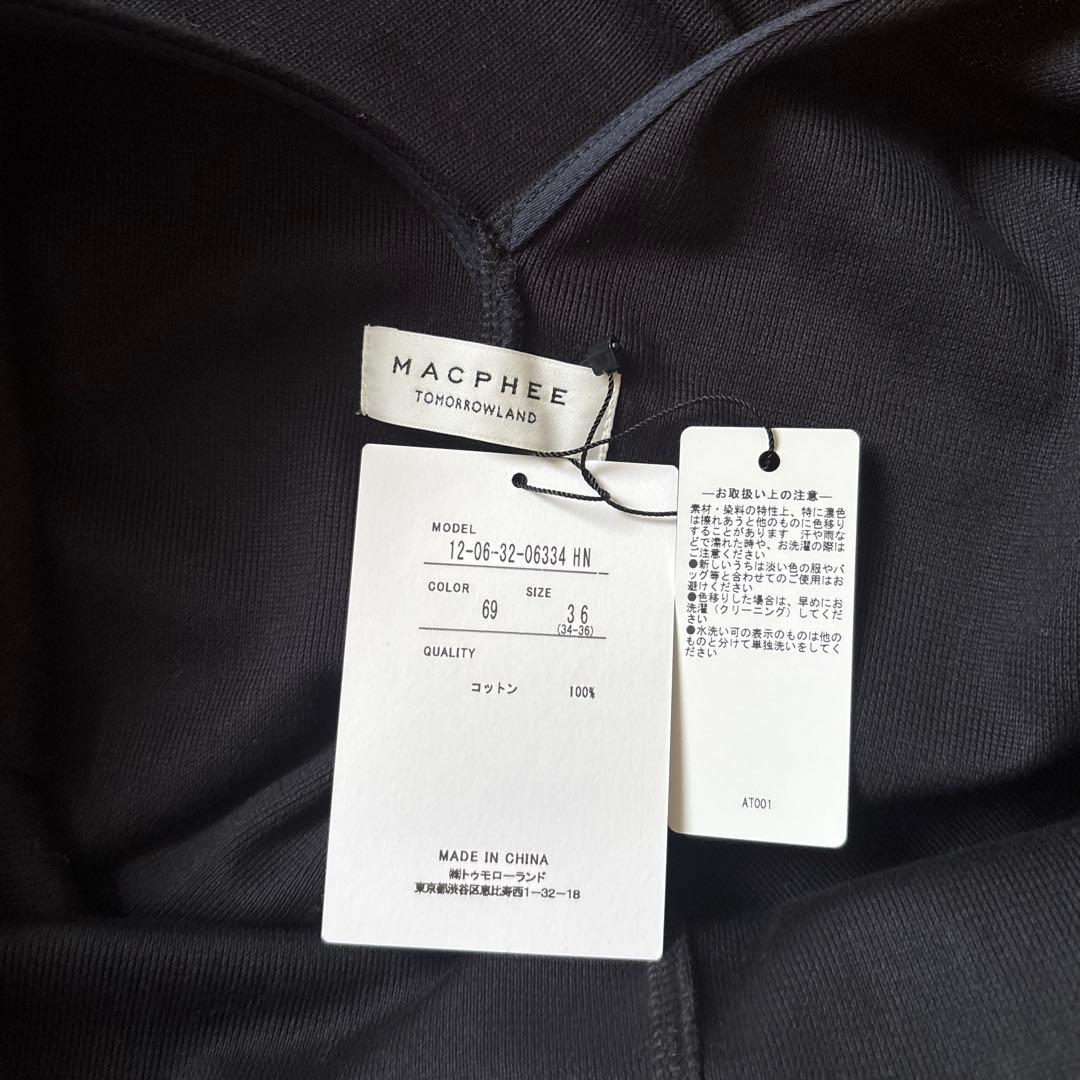 MACPHEE
TOMORROWLAND
MODEL
12-06-32-06334 HN
COLOR SIZE
69 36
(34-36)
QUALITY
コットン 100%
MADE IN CHINA
㈱トゥモローランド
東京都渋谷区恵比寿西1-32-18
―お取扱い上の注意―
素材・染料の特性上、特に濃色
は擦れあうと他のものに色移り
することがあります 汗や雨な
どで濡れた時や、お洗濯の際は
ご注意ください
●新しいうちは淡い色の服やバ
ッグ等と合わせてのご使用はお
避けください
●色移りした場合は、早めにお
洗濯(クリーニング)してくだ
さい
●水洗い可の表示のものは他の
ものと分けて単独洗いをしてく
ださい
AT001